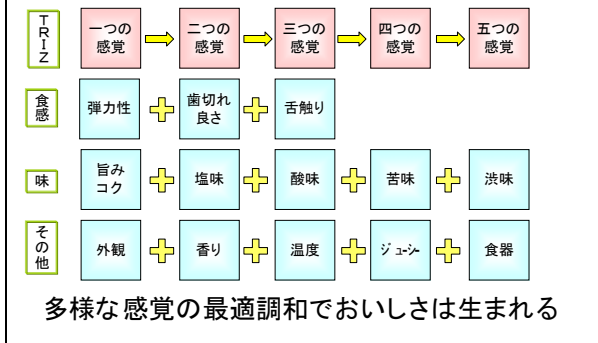 TRIZ
一つの
感覚
二つの
感覚
三つの
感覚
四つの
感覚
五つの
感覚
食感
弾力性
歯切れ
良さ
舌触り
味
旨み
コク
塩味
酸味
苦味
渋味
その他
外観
香り
温度
ジューシー
食器
多様な感覚の最適調和でおいしさは生まれる